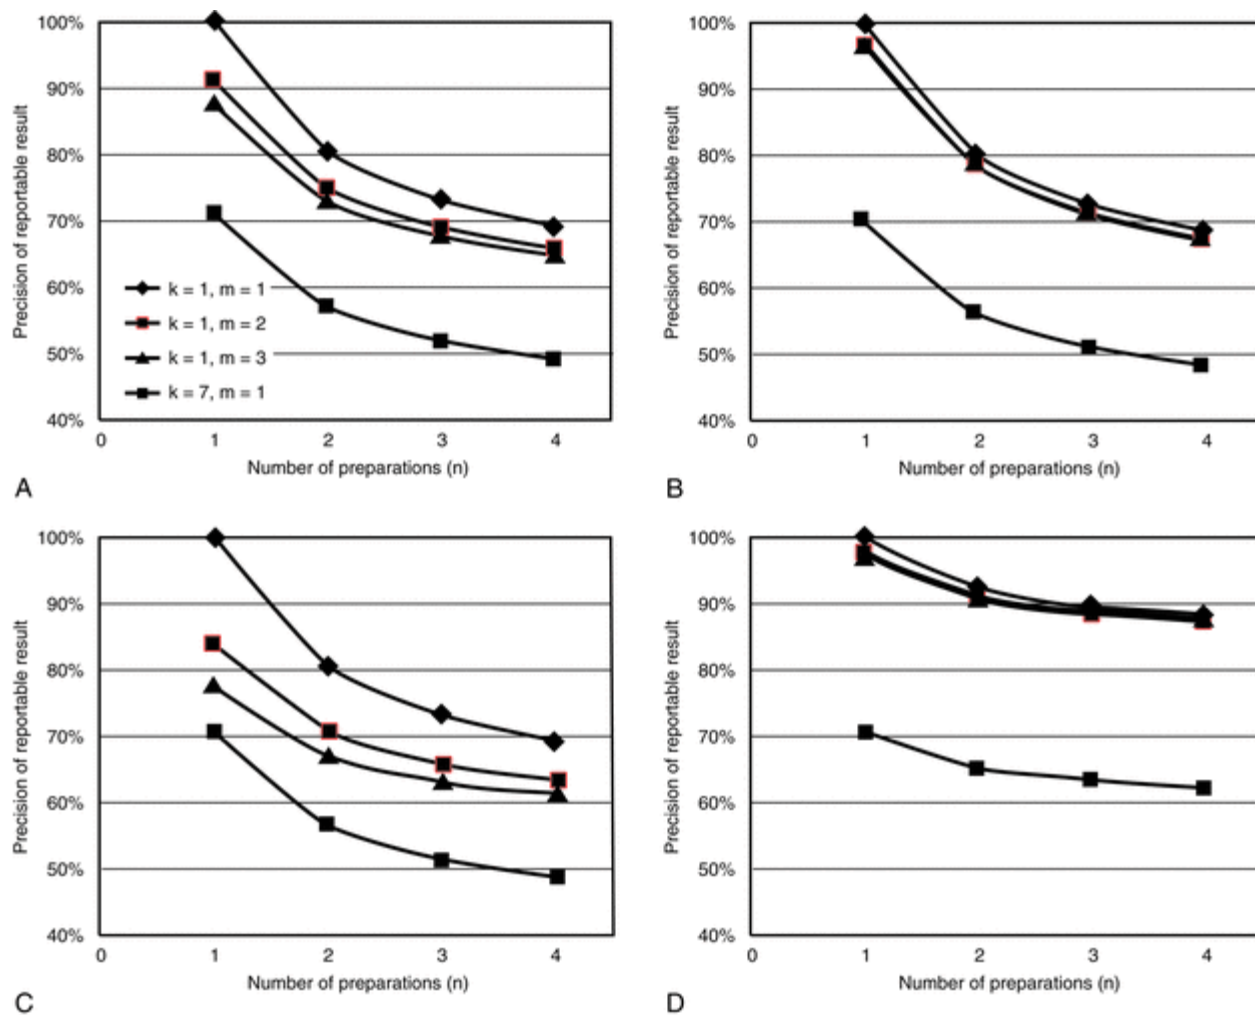 100%
90%
80%
70%
60%
50%
40%
Precision of reportable result
k = 1, m = 1
k = 1, m = 2
k = 1, m = 3
k = 7, m = 1
0 1 2 3 4
Number of preparations (n)
A
100%
90%
80%
70%
60%
50%
40%
Precision of reportable result
0 1 2 3 4
Number of preparations (n)
B
100%
90%
80%
70%
60%
50%
40%
Precision of reportable result
0 1 2 3 4
Number of preparations (n)
C
100%
90%
80%
70%
60%
50%
40%
Precision of reportable result
0 1 2 3 4
Number of preparations (n)
D